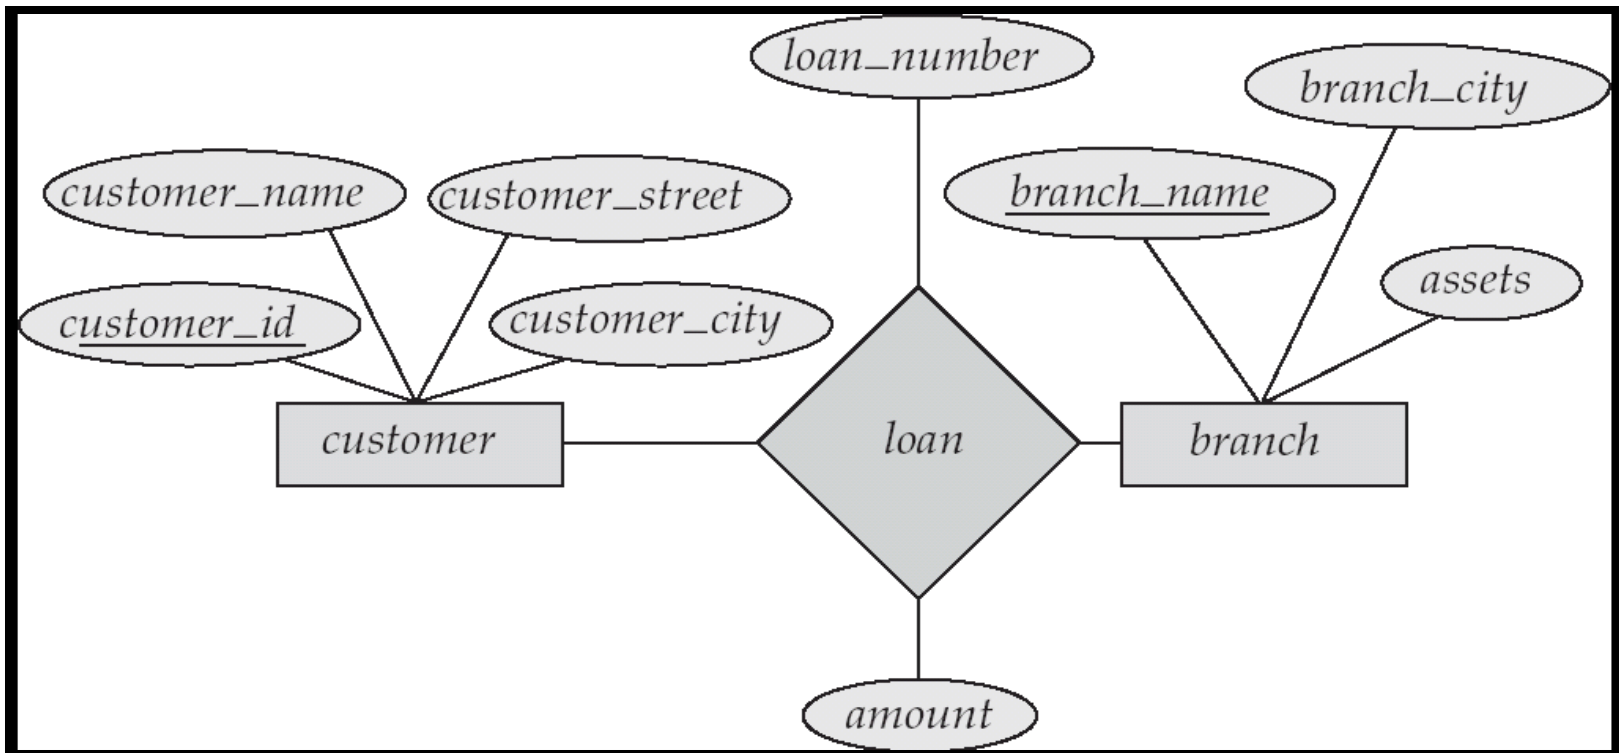 loan_number
branch_city
customer_name
customer_street
branch_name
customer_id
customer_city
assets
customer
loan
branch
amount